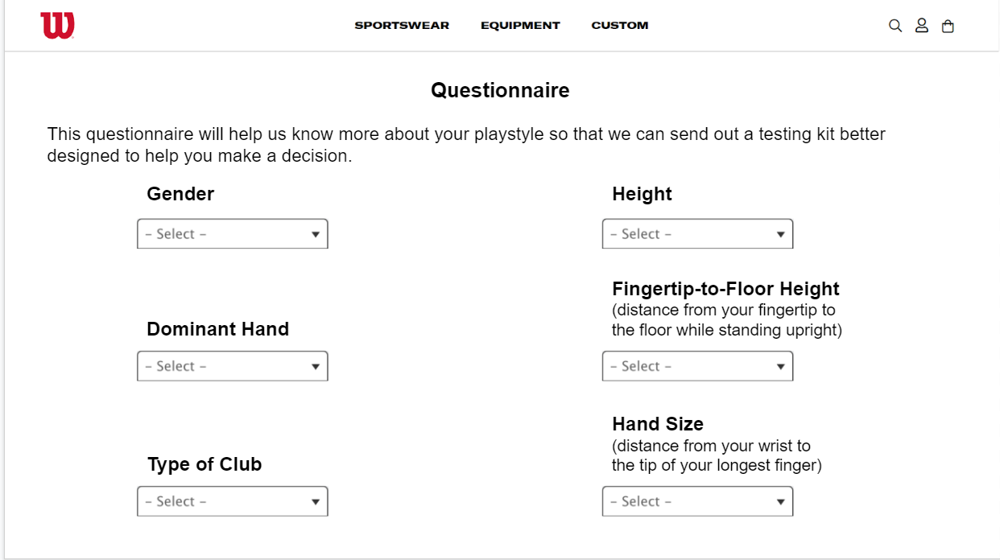 W
SPORTSWEAR EQUIPMENT CUSTOM
Questionnaire
This questionnaire will help us know more about your playstyle so that we can send out a testing kit better
designed to help you make a decision.
Gender
– Select –
Height
– Select –
Dominant Hand
– Select –
Fingertip-to-Floor Height
(distance from your fingertip to
the floor while standing upright)
– Select –
Type of Club
– Select –
Hand Size
(distance from your wrist to
the tip of your longest finger)
– Select –